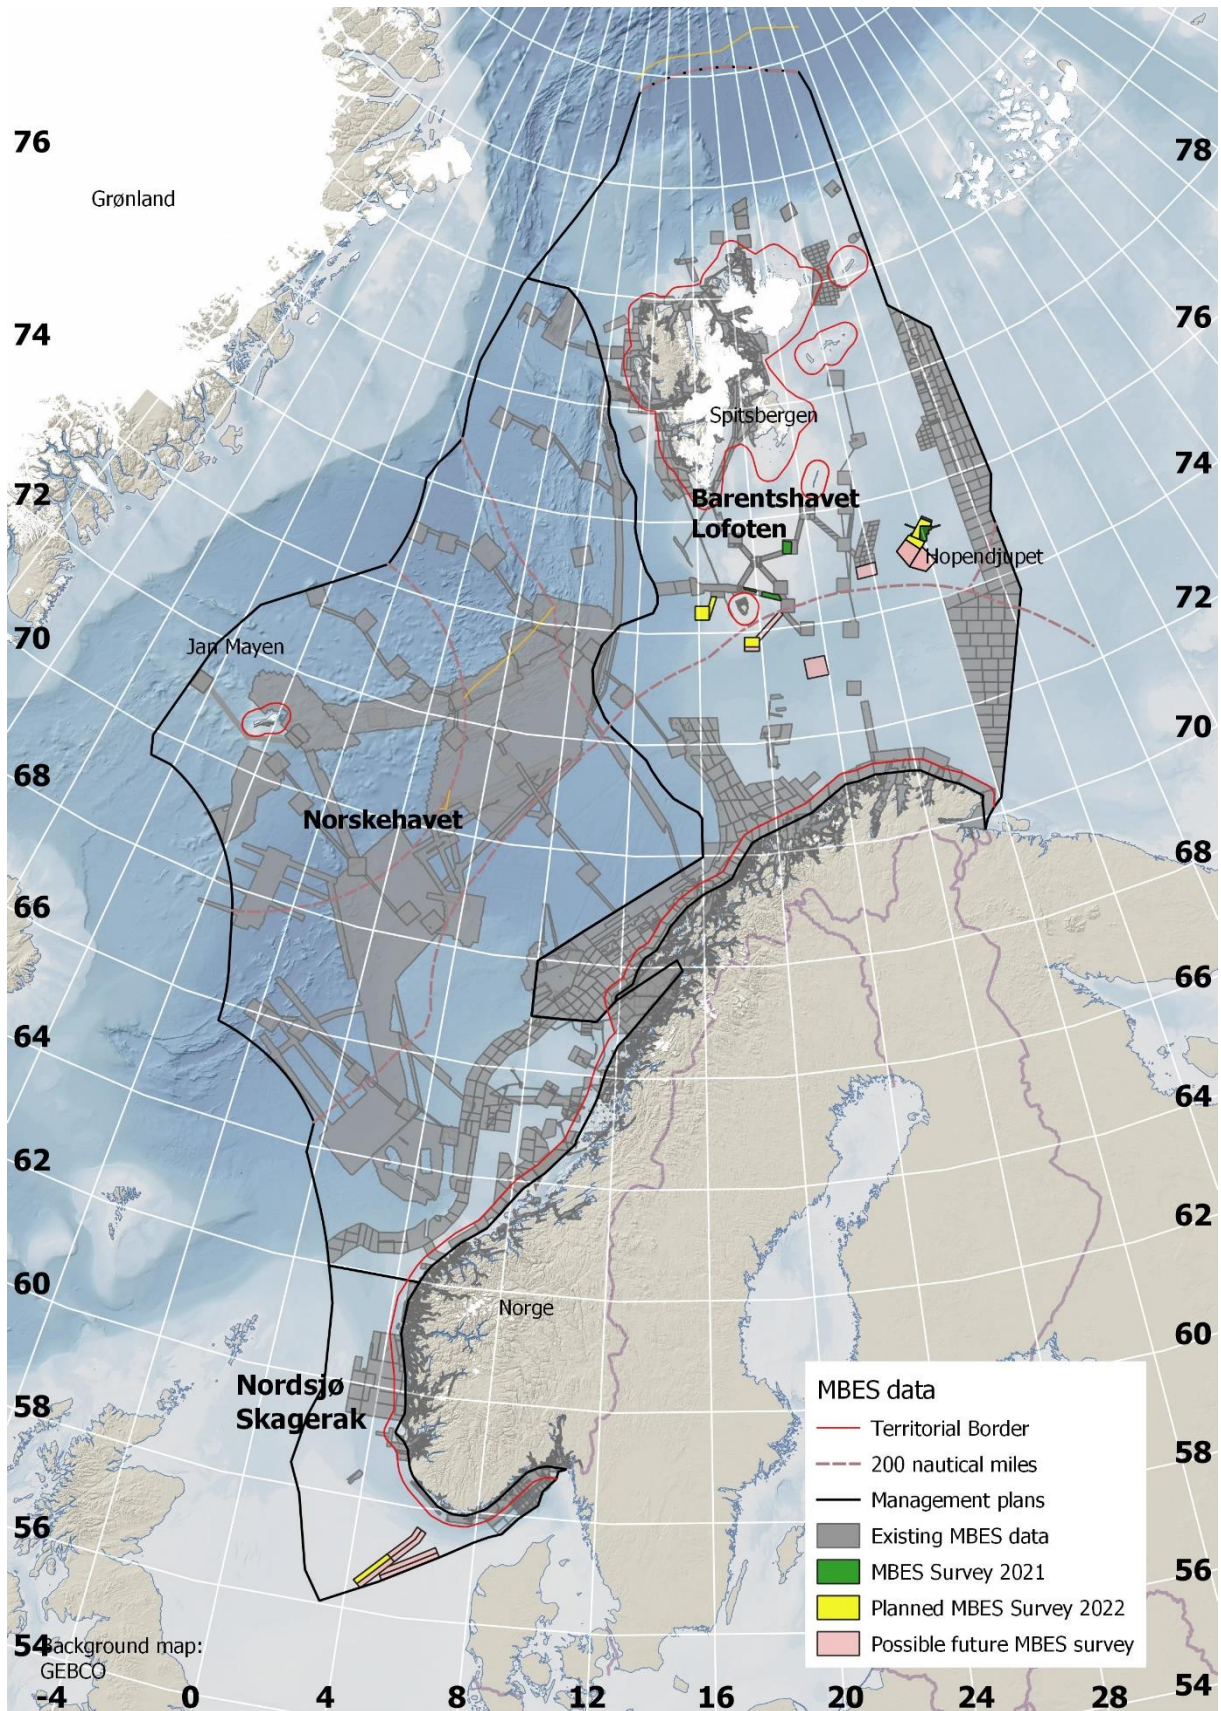 76
78
Grønland
74
76
Spitsbergen
72
74
Barentshavet
Lofoten
Hopendjupet
70
72
Jan Mayen
68
70
Norskehavet
66
68
64
66
62
64
60
62
Norge
58
60
Nordsjø
Skagerak
MBES data
Territorial Border
200 nautical miles
Management plans
Existing MBES data
MBES Survey 2021
Planned MBES Survey 2022
Possible future MBES survey
58
56
56
54
Background map:
GEBCO
54
-4 0 4 8 12 16 20 24 28